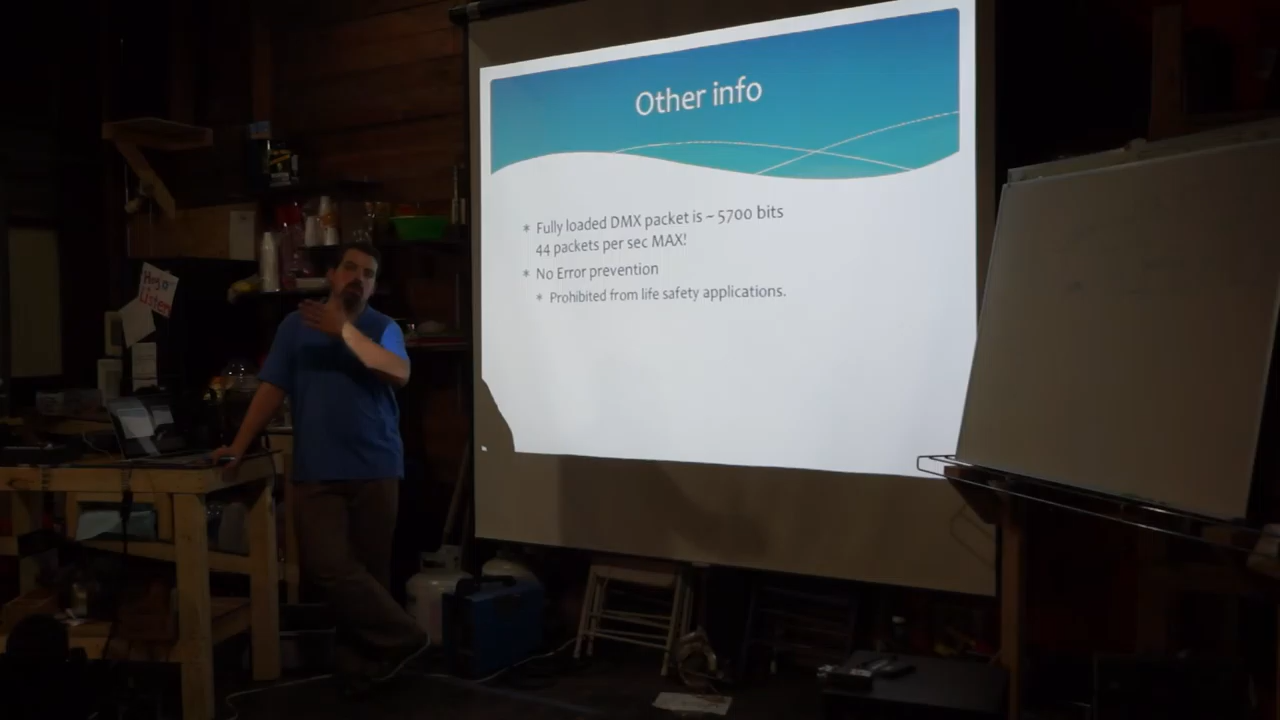 Other info
* Fully loaded DMX packet is ~ 5700 bits
44 packets per sec MAX!
* No Error prevention
* Prohibited from life safety applications.
Listen